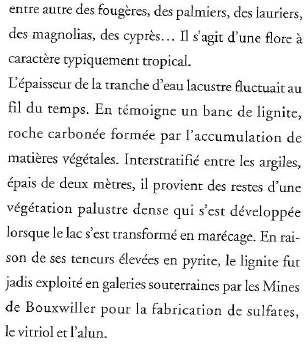 entre autre des fougères, des palmiers, des lauriers,
des magnolias, des cyprès... Il s'agit d'une flore à
caractère typiquement tropical.
L'épaisseur de la tranche d'eau lacustre fluctuait au
fil du temps. En témoigne un banc de lignite,
roche carbonée formée par l'accumulation de
matières végétales. Interstratifié entre les argiles,
épais de deux mètres, il provient des restes d'une
végétation palustre dense qui s'est développée
lorsque le lac s'est transformé en marécage. En rai-
son de ses teneurs élevées en pyrite, le lignite fut
jadis exploité en galeries souterraines par les Mines
de Bouxwiller pour la fabrication de sulfates,
le vitriol et l'alun.